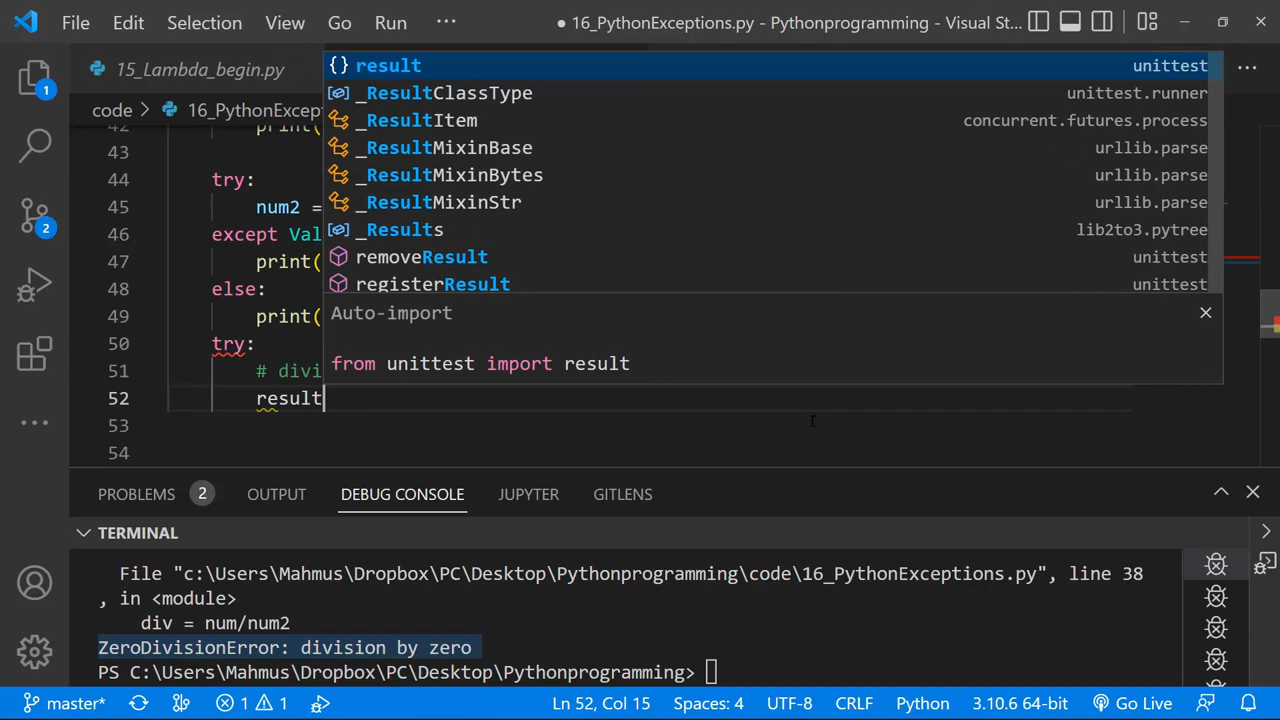 File Edit Selection View Go Run ··· ● 16_PythonExceptions.py - Pythonprogramming - Visual St...
15_Lambda_begin.py
code > 16_PythonExcept
1
2
42 print(
43
44 try:
45 num2 =
46 except Val
47 print(
48 else:
49 print(
50 try:
51 # divi
52 result
53
54
{} result unittest
_ResultClassType unittest.runner
_ResultItem concurrent.futures.process
_ResultMixinBase urllib.parse
_ResultMixinBytes urllib.parse
_ResultMixinStr urllib.parse
_Results lib2to3.pytree
removeResult unittest
registerResult unittest
Auto-import
from unittest import result
PROBLEMS 2 OUTPUT DEBUG CONSOLE JUPYTER GITLENS
TERMINAL
File "c:\Users\Mahmus\Dropbox\PC\Desktop\Pythonprogramming\code\16_PythonExceptions.py", line 38
, in <module>
div = num/num2
ZeroDivisionError: division by zero
PS C:\Users\Mahmus\Dropbox\PC\Desktop\Pythonprogramming>
master* 1 1 Ln 52, Col 15 Spaces: 4 UTF-8 CRLF Python 3.10.6 64-bit Go Live